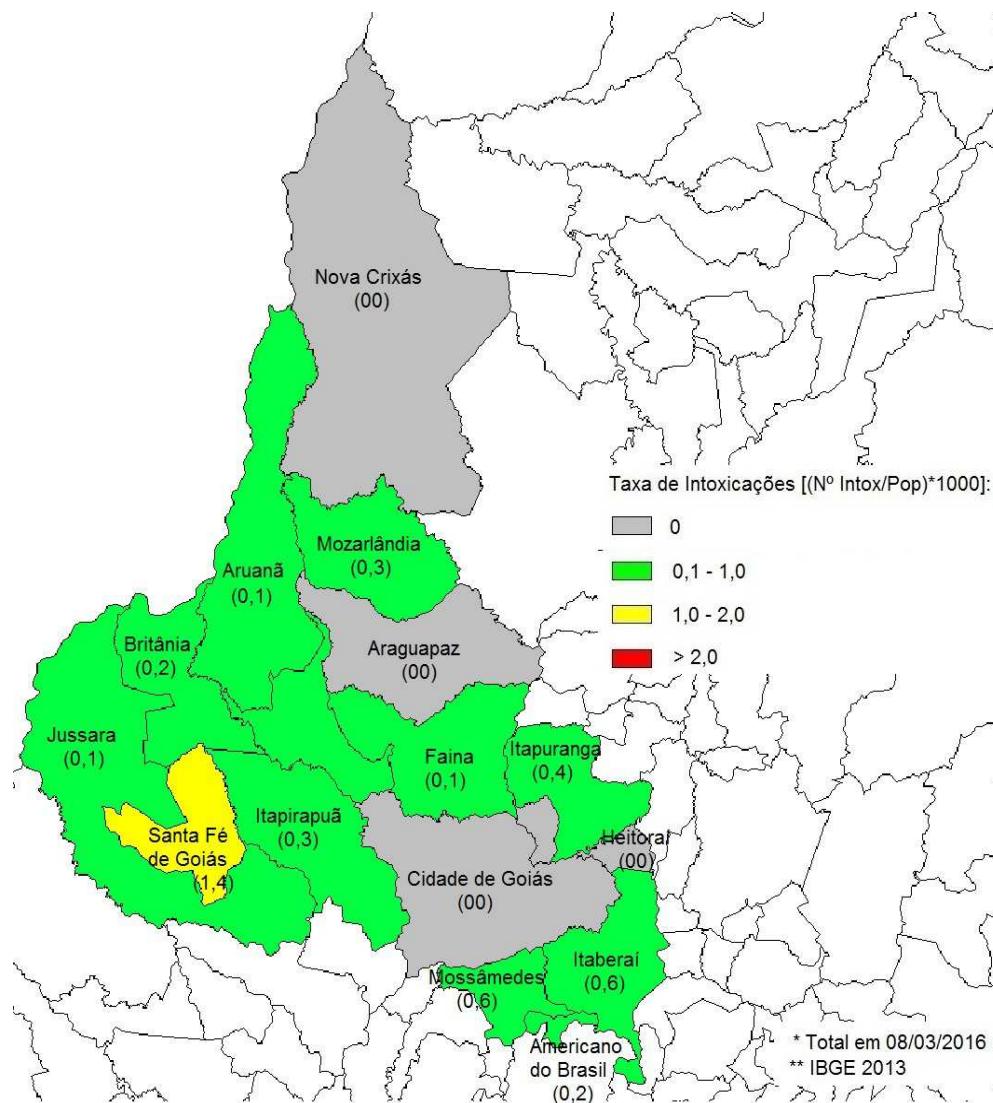 Nova Crixás
(00)
Taxa de Intoxicações [(Nº Intox/Pop)*1000]:
0
0,1 - 1,0
1,0 - 2,0
> 2,0
Mozarlândia
(0,3)
Aruanã
(0,1)
Britânia
(0,2)
Araguapaz
(00)
Jussara
(0,1)
Faina
(0,1)
Itapuranga
(0,4)
Itapirapuã
(0,3)
Santa Fé
de Goiás
(1,4)
Heitoraí
(00)
Cidade de Goiás
(00)
Itaberaí
(0,6)
Mossâmedes
(0,6)
Americano
do Brasil
(0,2)
* Total em 08/03/2016
** IBGE 2013